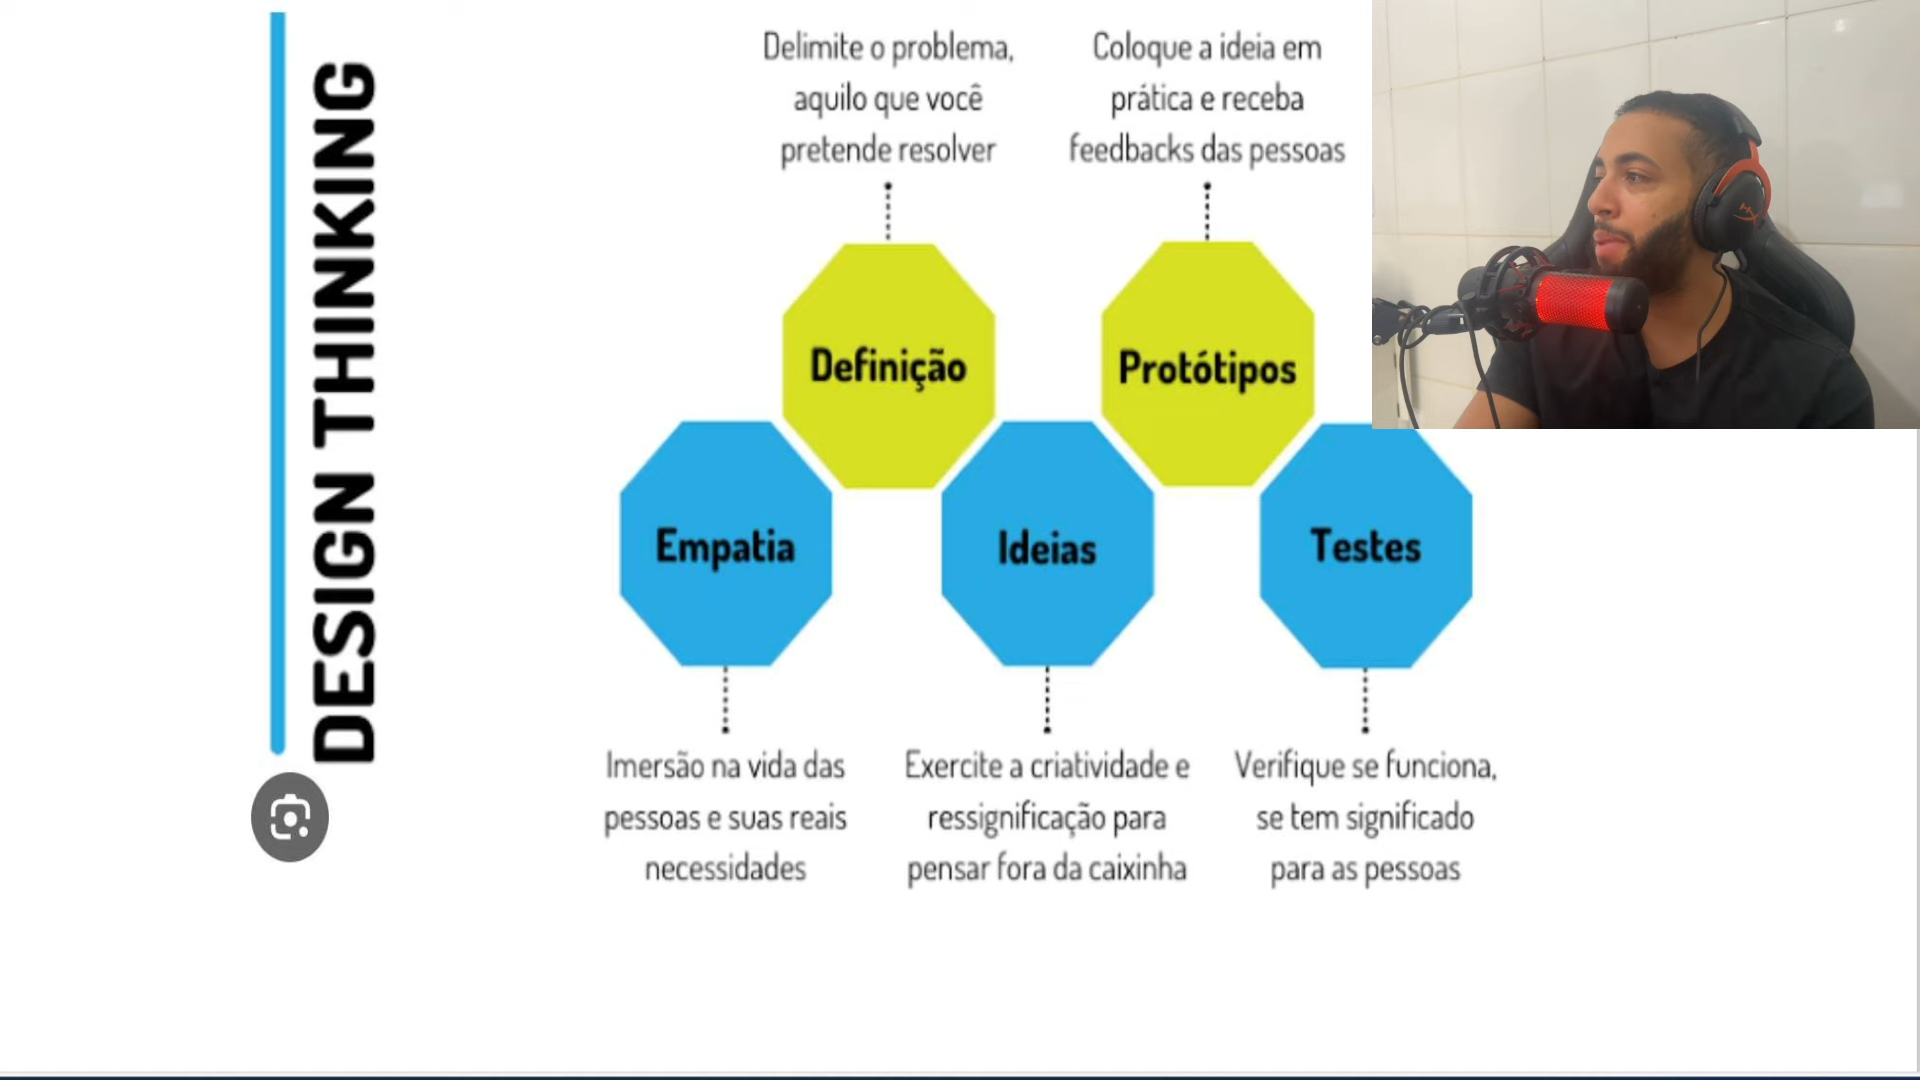 DESIGN THINKING
Delimite o problema,
aquilo que você
pretende resolver
Coloque a ideia em
prática e receba
feedbacks das pessoas
Definição
Protótipos
Empatia
Ideias
Testes
Imersão na vida das
pessoas e suas reais
necessidades
Exercite a criatividade e
ressignificação para
pensar fora da caixinha
Verifique se funciona,
se tem significado
para as pessoas
HX